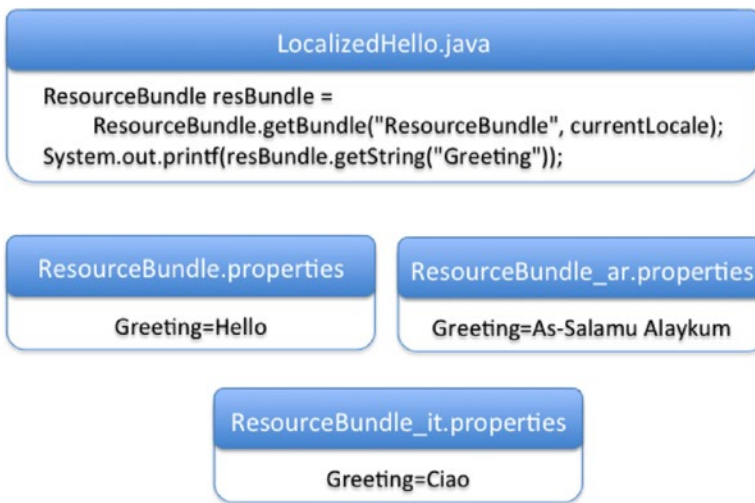 LocalizedHello.java
ResourceBundle resBundle =
ResourceBundle.getBundle("ResourceBundle", currentLocale);
System.out.printf(resBundle.getString("Greeting"));
ResourceBundle.properties
Greeting=Hello
ResourceBundle_ar.properties
Greeting=As-Salamu Alaykum
ResourceBundle_it.properties
Greeting=Ciao